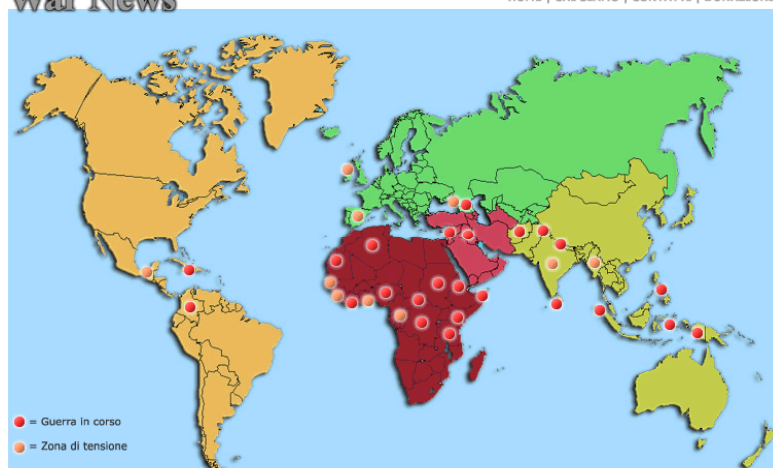 War News
= Guerra in corso
= Zona di tensione